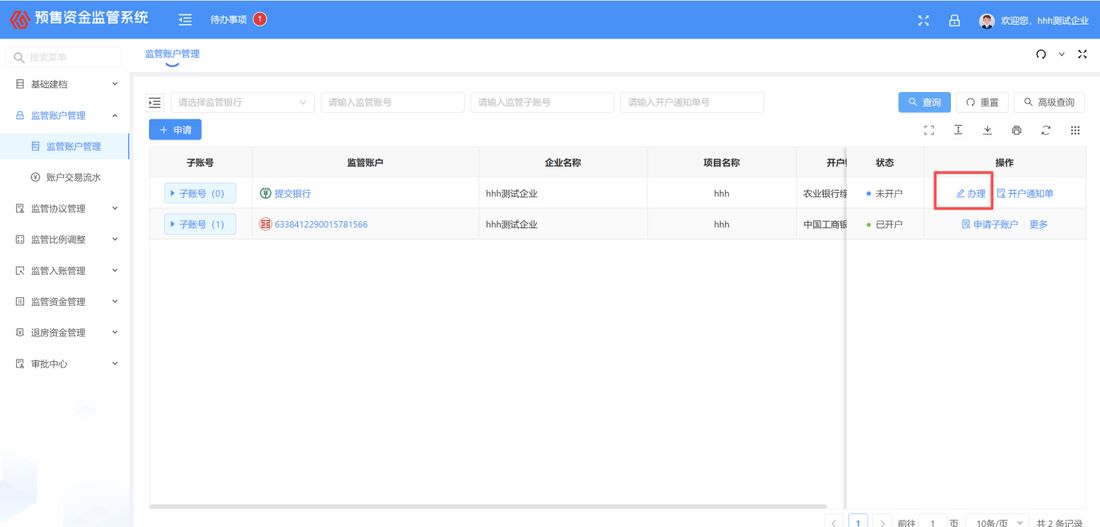 预售资金监管系统
待办事项 1
欢迎您，hhh测试企业
搜索菜单
监管账户管理
基础建档
监管账户管理
监管账户管理
账户交易流水
监管协议管理
监管比例调整
监管入账管理
监管资金管理
退房资金管理
审批中心
请选择监管银行 请输入监管账号 请输入监管子账号 请输入开户通知单号 查询 重置 高级查询
申请
子账号 监管账户 企业名称 项目名称 开户 状态 操作
子账号（0） 提交银行 hhh测试企业 hhh 农业银行 未开户 办理 开户通知单
子账号（1） 6338412290015781566 hhh测试企业 hhh 中国工商银 已开户 申请子账户 更多
1 前往 1 页 10条/页 共 2 条记录